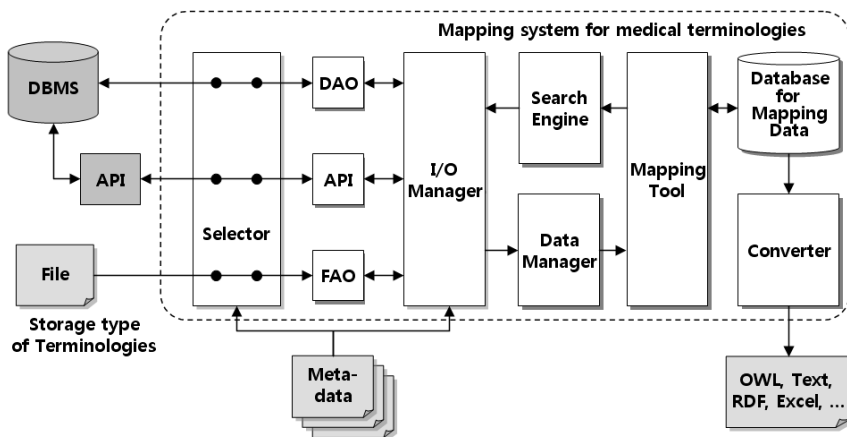 Mapping system for medical terminologies
DBMS
DAO
Search
Engine
Database
for
Mapping
Data
API
API
I/O
Manager
Mapping
Tool
Selector
Data
Manager
Converter
File
FAO
Storage type
of Terminologies
Meta-
data
OWL, Text,
RDF, Excel, ...